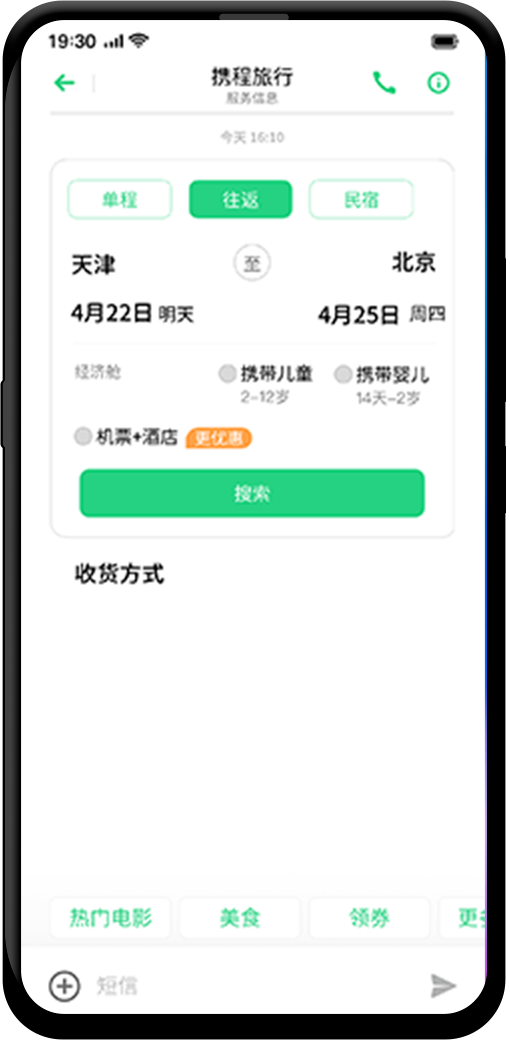 19:30
携程旅行
服务信息
今天 16:10
单程 往返 民宿
天津 至 北京
4月22日 明天 4月25日 周四
经济舱 携带儿童 携带婴儿
2-12岁 14天-2岁
机票+酒店 更优惠
搜索
收货方式
热门电影 美食 领券 更多
短信